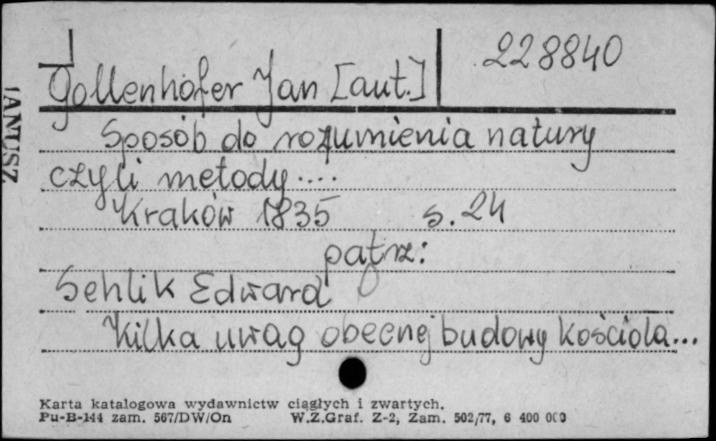 228840
Gollenhofer Jan [aut.]
Sposób do rozumienia natury
czyli metody....
Kraków 1835 s. 24
patrz:
Sehlik Edward
Kilka uwag obecnej budowy Kościoła...
JANUSZ
Karta katalogowa wydawnictw ciągłych i zwartych.
Pu-B-144 zam. 567/DW/On W.Z.Graf. Z-2, Zam. 502/77, 6 400 000